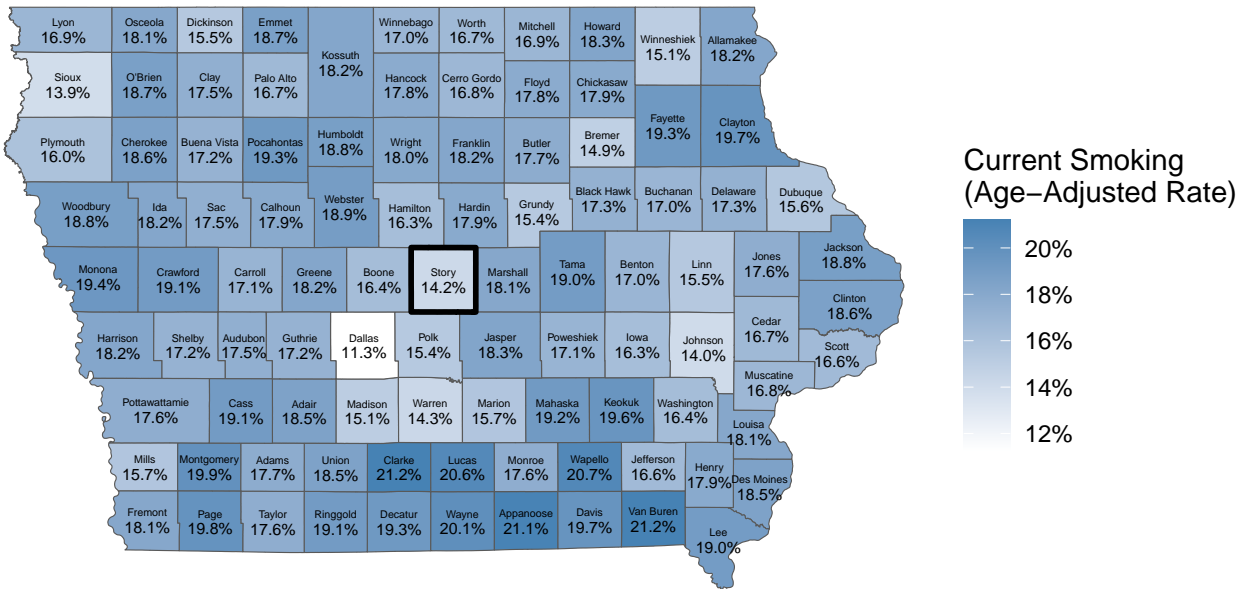 Lyon
16.9%
Osceola
18.1%
Dickinson
15.5%
Emmet
18.7%
Kossuth
18.2%
Winnebago
17.0%
Worth
16.7%
Mitchell
16.9%
Howard
18.3%
Winneshiek
15.1%
Allamakee
18.2%
Sioux
13.9%
O'Brien
18.7%
Clay
17.5%
Palo Alto
16.7%
Hancock
17.8%
Cerro Gordo
16.8%
Floyd
17.8%
Chickasaw
17.9%
Fayette
19.3%
Clayton
19.7%
Plymouth
16.0%
Cherokee
18.6%
Buena Vista
17.2%
Pocahontas
19.3%
Humboldt
18.8%
Wright
18.0%
Franklin
18.2%
Butler
17.7%
Bremer
14.9%
Woodbury
18.8%
Ida
18.2%
Sac
17.5%
Calhoun
17.9%
Webster
18.9%
Hamilton
16.3%
Hardin
17.9%
Grundy
15.4%
Black Hawk
17.3%
Buchanan
17.0%
Delaware
17.3%
Dubuque
15.6%
Monona
19.4%
Crawford
19.1%
Carroll
17.1%
Greene
18.2%
Boone
16.4%
Story
14.2%
Marshall
18.1%
Tama
19.0%
Benton
17.0%
Linn
15.5%
Jones
17.6%
Jackson
18.8%
Clinton
18.6%
Harrison
18.2%
Shelby
17.2%
Audubon
17.5%
Guthrie
17.2%
Dallas
11.3%
Polk
15.4%
Jasper
18.3%
Poweshiek
17.1%
Iowa
16.3%
Johnson
14.0%
Cedar
16.7%
Scott
16.6%
Muscatine
16.8%
Pottawattamie
17.6%
Cass
19.1%
Adair
18.5%
Madison
15.1%
Warren
14.3%
Marion
15.7%
Mahaska
19.2%
Keokuk
19.6%
Washington
16.4%
Louisa
18.1%
Mills
15.7%
Montgomery
19.9%
Adams
17.7%
Union
18.5%
Clarke
21.2%
Lucas
20.6%
Monroe
17.6%
Wapello
20.7%
Jefferson
16.6%
Henry
17.9%
Des Moines
18.5%
Fremont
18.1%
Page
19.8%
Taylor
17.6%
Ringgold
19.1%
Decatur
19.3%
Wayne
20.1%
Appanoose
21.1%
Davis
19.7%
Van Buren
21.2%
Lee
19.0%
Current Smoking
(Age−Adjusted Rate)
20%
18%
16%
14%
12%